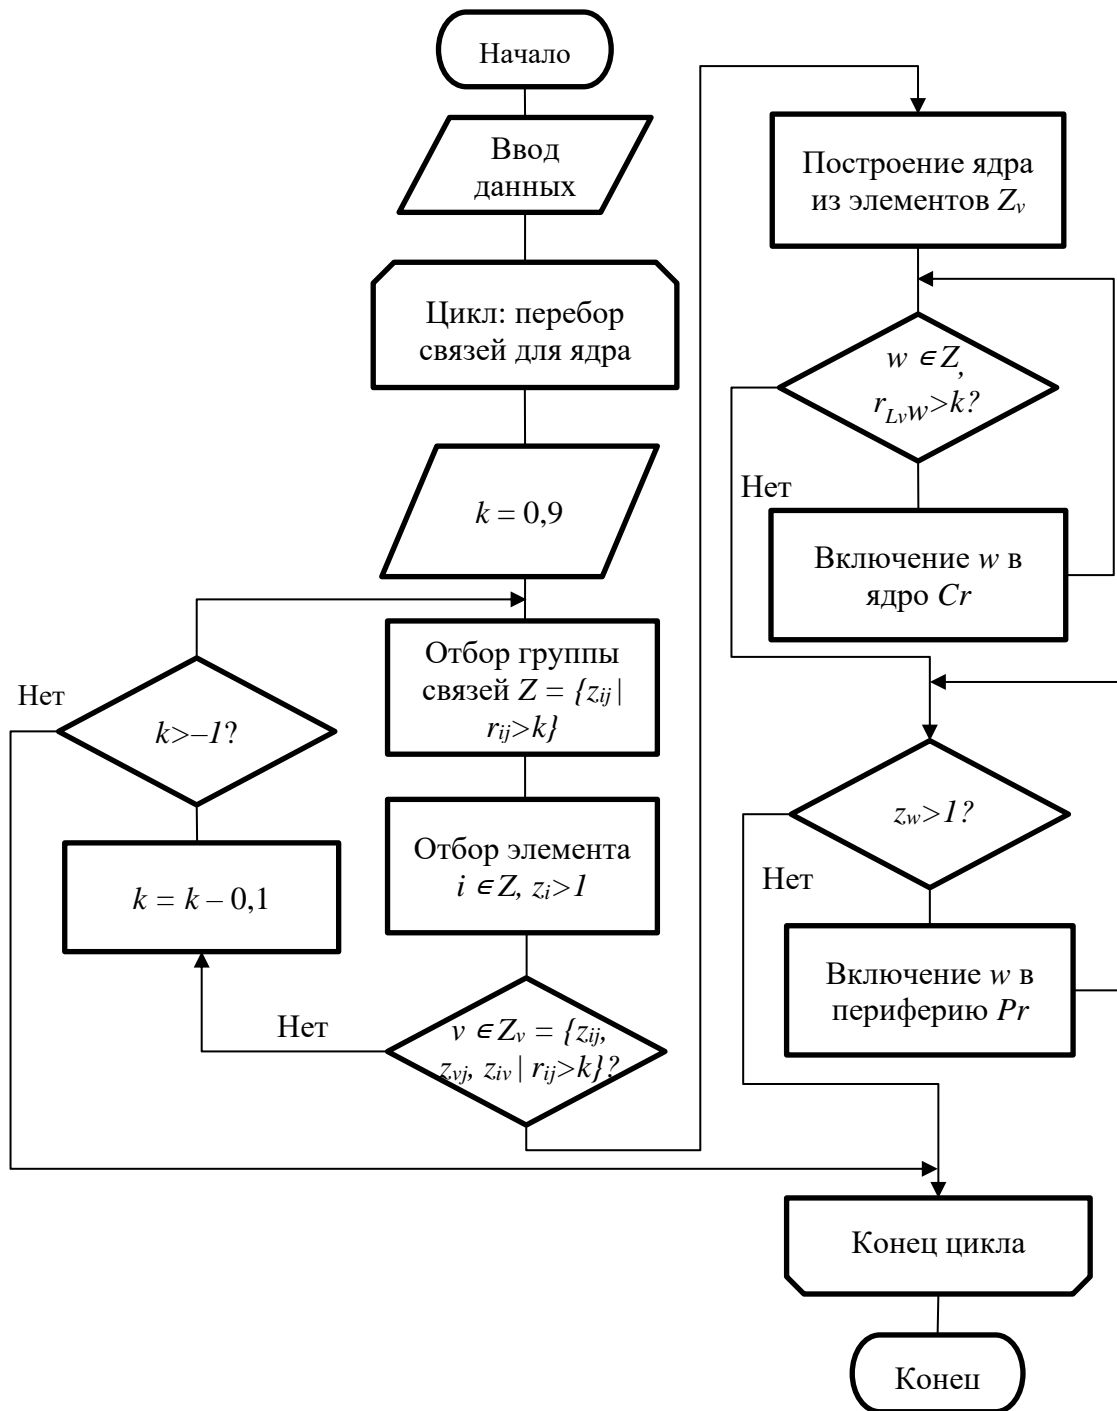 Начало
Ввод
данных
Цикл: перебор
связей для ядра
k = 0,9
Отбор группы
связей Z = {zij |
rij>k}
Нет
k>–1?
Отбор элемента
i ∈ Z, zi>1
k = k – 0,1
Нет
v ∈ Zv = {zij,
zvj, ziv | rij>k}?
Построение ядра
из элементов Zv
w ∈ Z,
rLvW>k?
Нет
Включение w в
ядро Cr
zw>1?
Нет
Включение w в
периферию Pr
Конец цикла
Конец